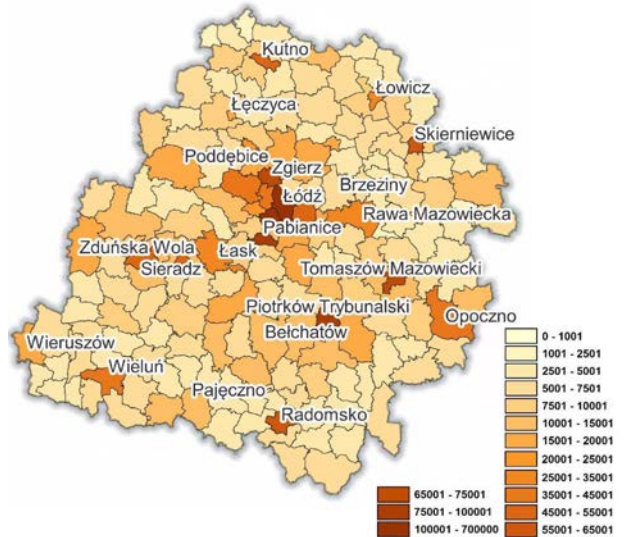 Kutno
Łowicz
Łęczyca
Skierniewice
Poddębice
Zgierz
Łódź
Brzeziny
Rawa Mazowiecka
Pabianice
Zduńska Wola
Łask
Sieradz
Tomaszów Mazowiecki
Piotrków Trybunalski
Opoczno
Bełchatów
Wieruszów
Wieluń
Pajęczno
Radomsko
0 - 1001
1001 - 2501
2501 - 5001
5001 - 7501
7501 - 10001
10001 - 15001
15001 - 20001
20001 - 25001
25001 - 35001
35001 - 45001
45001 - 55001
55001 - 65001
65001 - 75001
75001 - 100001
100001 - 700000